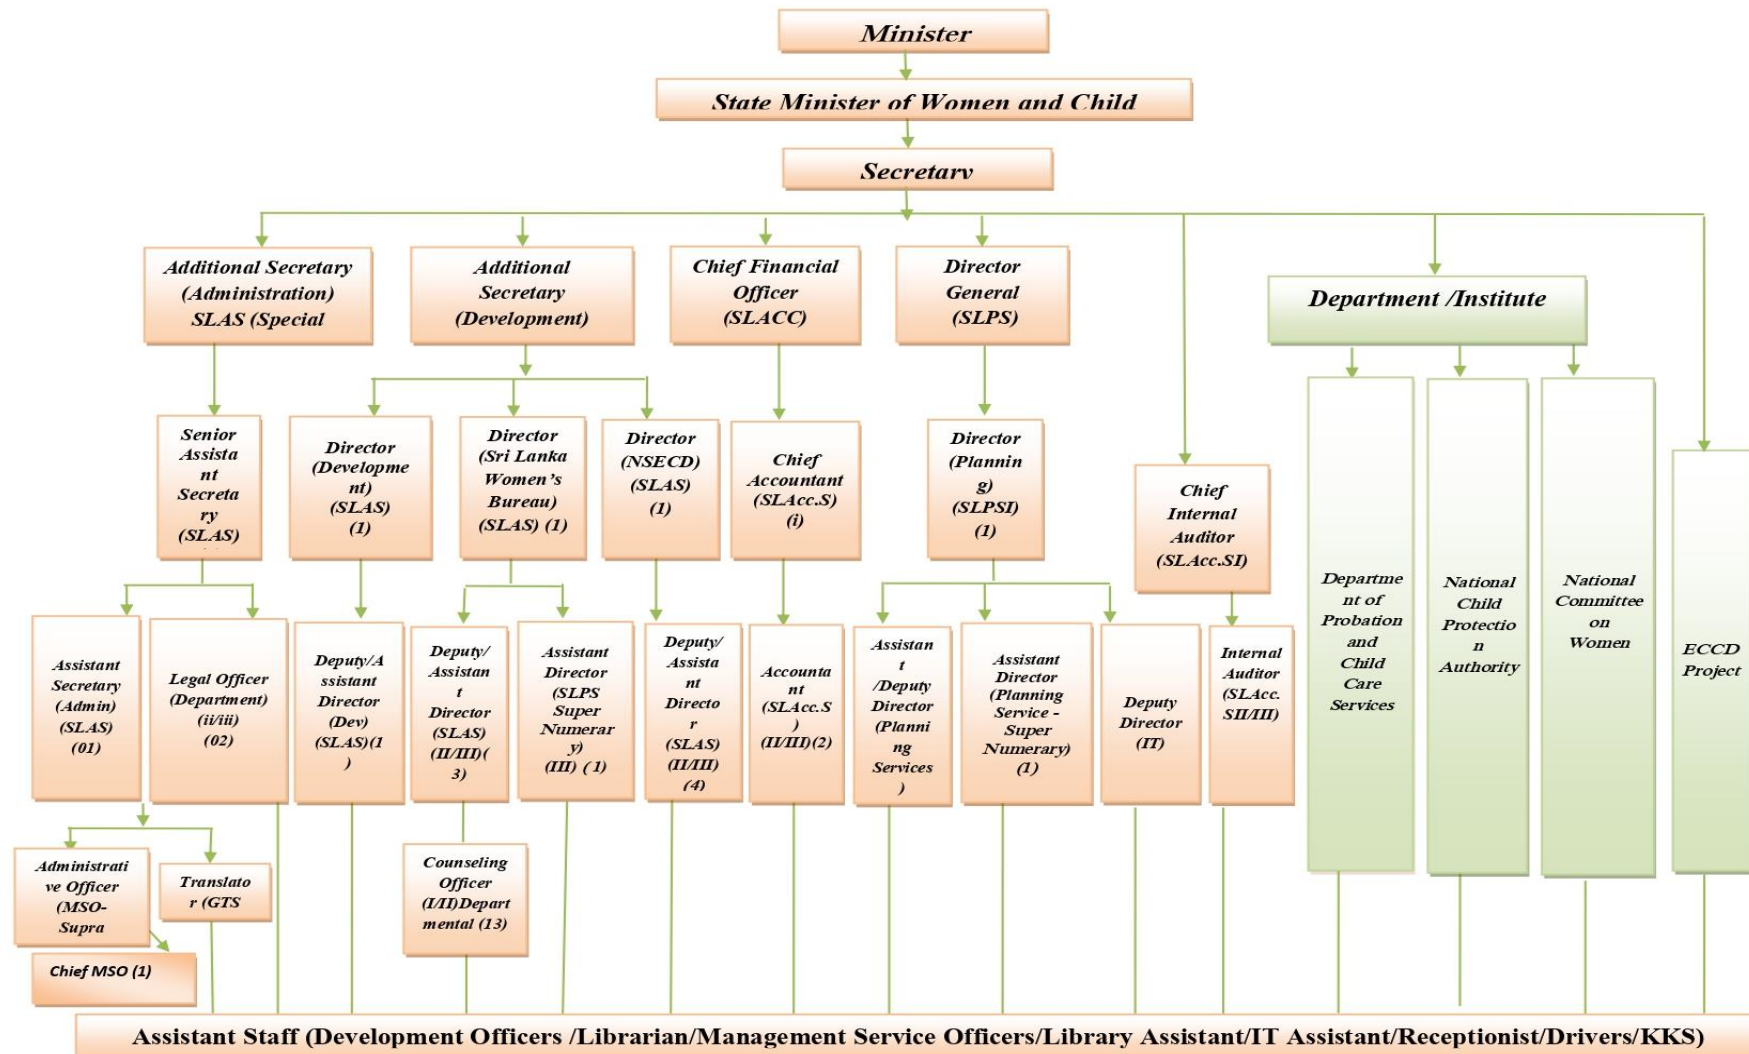 Minister
State Minister of Women and Child
Secretary
Additional Secretary
(Administration)
SLAS (Special
Additional
Secretary
(Development)
Chief Financial
Officer
(SLACC)
Director
General
(SLPS)
Department /Institute
Senior
Assista
nt
Secreta
ry
(SLAS)
Director
(Developme
nt)
(SLAS)
(1)
Director
(Sri Lanka
Women's
Bureau)
(SLAS) (1)
Director
(NSECD)
(SLAS)
(1)
Chief
Accountant
(SLAcc.S)
(i)
Director
(Plannin
g)
(SLPSI)
(1)
Chief
Internal
Auditor
(SLAcc.SI)
Departme
nt of
Probation
and
Child
Care
Services
National
Child
Protectio
n
Authority
National
Committee
on
Women
ECCD
Project
Assistant
Secretary
(Admin)
(SLAS)
(01)
Legal Officer
(Department)
(ii/iii)
(02)
Deputy/A
ssistant
Director
(Dev)
(SLAS)(1
)
Deputy/
Assistan
t
Director
(SLAS)
(II/III)(
3)
Assistant
Director
(SLPS
Super
Numerar
y)
(III) ( 1)
Deputy/
Assista
nt
Directo
r
(SLAS)
(II/III)
(4)
Accounta
nt
(SLAcc.S
)
(II/III)(2)
Assistan
t
/Deputy
Director
(Planni
ng
Services
)
Assistant
Director
(Planning
Service -
Super
Numerary)
(1)
Deputy
Director
(IT)
Internal
Auditor
(SLAcc.
SII/III)
Administrati
ve Officer
(MSO-
Supra
Translato
r (GTS
Counseling
Officer
(I/II)Depart
mental (13)
Chief MSO (1)
Assistant Staff (Development Officers /Librarian/Management Service Officers/Library Assistant/IT Assistant/Receptionist/Drivers/KKS)